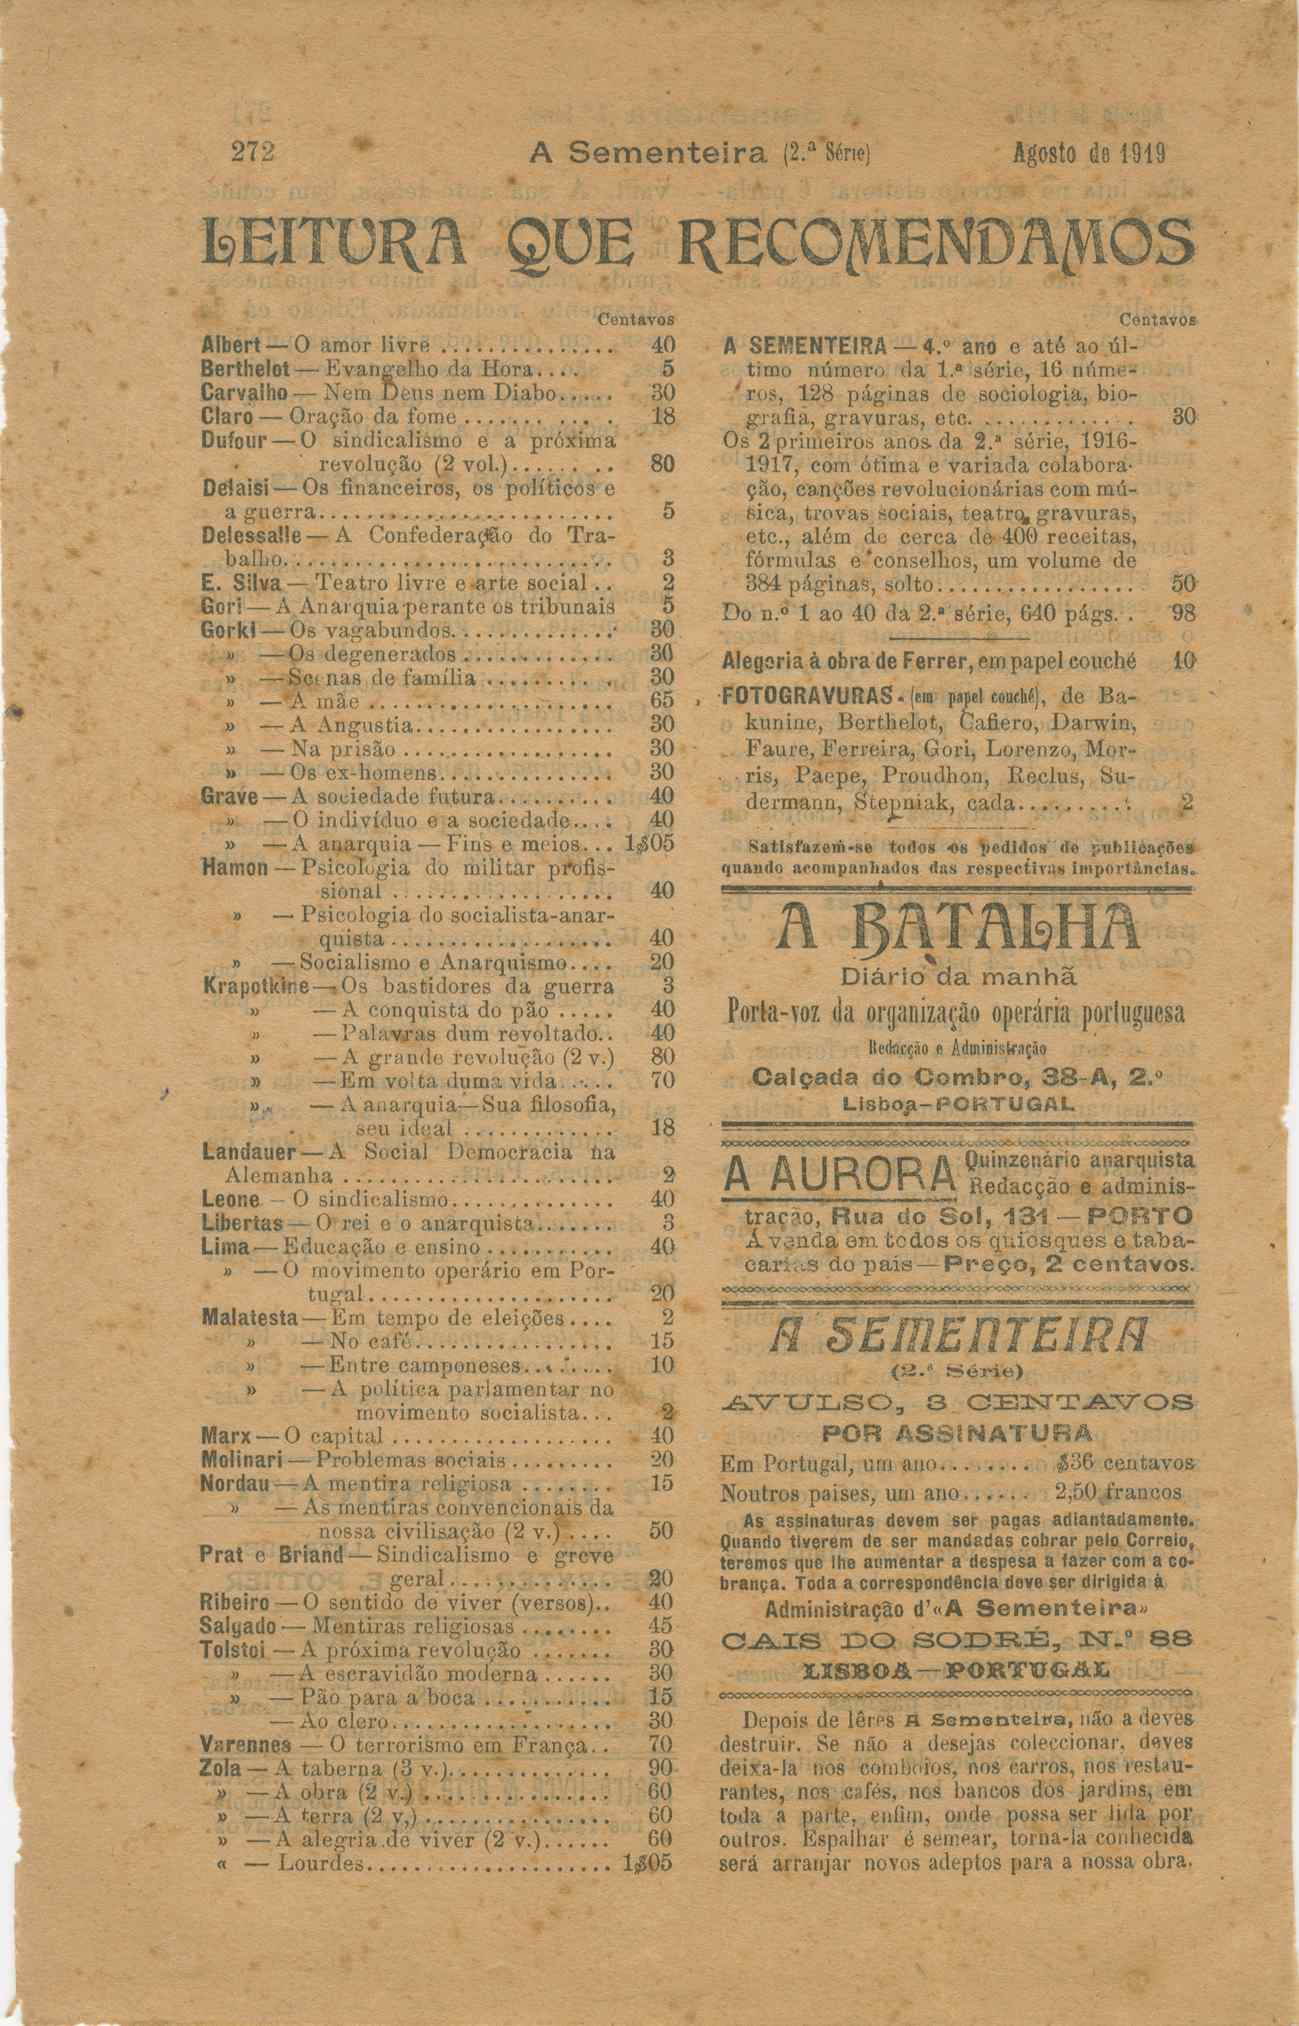 272
A Sementeira (2.ª Série)
Agosto de 1919
LEITURA QUE RECOMENDAMOS
Centavos
Albert — O amor livre ............... 40
Berthelot — Evangelho da Hora.... 5
Carvalho — Nem Deus nem Diabo..... 30
Claro — Oração da fome ............ 18
Dufour — O sindicalismo e a próxima
revolução (2 vol.)......... 80
Delaisi — Os financeiros, os políticos e
a guerra........................ 5
Delessalle — A Confederação do Tra-
balho........................... 3
E. Silva — Teatro livre e arte social .. 2
Gori — A Anarquia perante os tribunais 5
Gorki — Os vagabundos............... 30
» — Os degenerados ............. 30
» — Scenas de família .......... 30
» — A mãe ...................... 65
» — A Angustia.................. 30
» — Na prisão .................. 30
» — Os ex-homens................ 30
Grave — A sociedade futura.......... 40
» — O indivíduo e a sociedade.... 40
» — A anarquia — Fins e meios... 1$05
Hamon — Psicologia do militar profis-
sional .................... 40
» — Psicologia do socialista-anar-
quista .................... 40
» — Socialismo e Anarquismo.... 20
Krapotkine — Os bastidores da guerra 3
» — A conquista do pão ..... 40
» — Palavras dum revoltado.. 40
» — A grande revolução (2 v.) 80
» — Em volta duma vida...... 70
» — A anarquia — Sua filosofia,
seu ideal ............. 18
Landauer — A Social Democracia na
Alemanha ........................ 2
Leone — O sindicalismo.............. 40
Libertas — O rei e o anarquista....... 3
Lima — Educação e ensino ........... 40
» — O movimento operário em Por-
tugal...................... 20
Malatesta — Em tempo de eleições.... 2
» — No café................. 15
» — Entre camponeses........ 10
» — A política parlamentar no
movimento socialista... 2
Marx — O capital .................... 40
Molinari — Problemas sociais ......... 20
Nordau — A mentira religiosa ........ 15
» — As mentiras convencionais da
nossa civilisação (2 v.) .... 50
Prat e Briand — Sindicalismo e greve
geral............... 20
Ribeiro — O sentido de viver (versos).. 40
Salgado — Mentiras religiosas ........ 45
Tolstoi — A próxima revolução ....... 30
» — A escravidão moderna ...... 30
» — Pão para a boca ........... 15
— Ao clero................... 30
Varennes — O terrorismo em França.. 70
Zola — A taberna (3 v.).............. 90
» — A obra (2 v.) ................ 60
» — A terra (2 v,) ............... 60
» — A alegria de viver (2 v.)...... 60
« — Lourdes..................... 1$05
Centavos
A SEMENTEIRA — 4.º ano e até ao úl-
timo número da 1.ª série, 16 núme-
ros, 128 páginas de sociologia, bio-
grafia, gravuras, etc. ............. 30
Os 2 primeiros anos da 2.ª série, 1916-
1917, com ótima e variada colabora-
ção, canções revolucionárias com mú-
sica, trovas sociais, teatro, gravuras,
etc., além de cerca de 400 receitas,
fórmulas e conselhos, um volume de
384 páginas, solto................ 50
Do n.º 1 ao 40 da 2.ª série, 640 págs. . 98
Alegoria á obra de Ferrer, em papel couché 10
FOTOGRAVURAS - (em papel couché), de Ba-
kunine, Berthelot, Cafiero, Darwin,
Faure, Ferreira, Gori, Lorenzo, Mor-
ris, Paepe, Proudhon, Reclus, Su-
dermann, Stepniak, cada.......... 2
Satisfazem-se todos os pedidos de publicações
quando acompanhados das respectivas importâncias.
A BATALHA
Diário da manhã
Porta-voz da organização operária portuguesa
Redacção e Administração
Calçada do Combro, 38-A, 2.º
Lisboa — PORTUGAL
A AURORA Quinzenário anarquista
Redacção e adminis-
tração, Rua do Sol, 131 — PORTO
Á venda em todos os quiosques e taba-
carias do país — Preço, 2 centavos.
A SEMENTEIRA
(2.ª Série)
AVULSO, 3 CENTAVOS
POR ASSINATURA
Em Portugal, um ano......... $36 centavos
Noutros países, um ano...... 2,50 francos
As assinaturas devem ser pagas adiantadamente.
Quando tiverem de ser mandadas cobrar pelo Correio,
teremos que lhe aumentar a despesa a fazer com a co-
brança. Toda a correspondência deve ser dirigida à
Administração d'«A Sementeira»
CAIS DO SODRÉ, N.º 88
LISBOA — PORTUGAL
Depois de lêres A Sementeira, não a deves
destruir. Se não a desejas coleccionar, deves
deixa-la nos comboios, nos carros, nos restau-
rantes, nos cafés, nos bancos dos jardins, em
toda a parte, enfim, onde possa ser lida por
outros. Espalhar é semear, torna-la conhecida
será arranjar novos adeptos para a nossa obra.